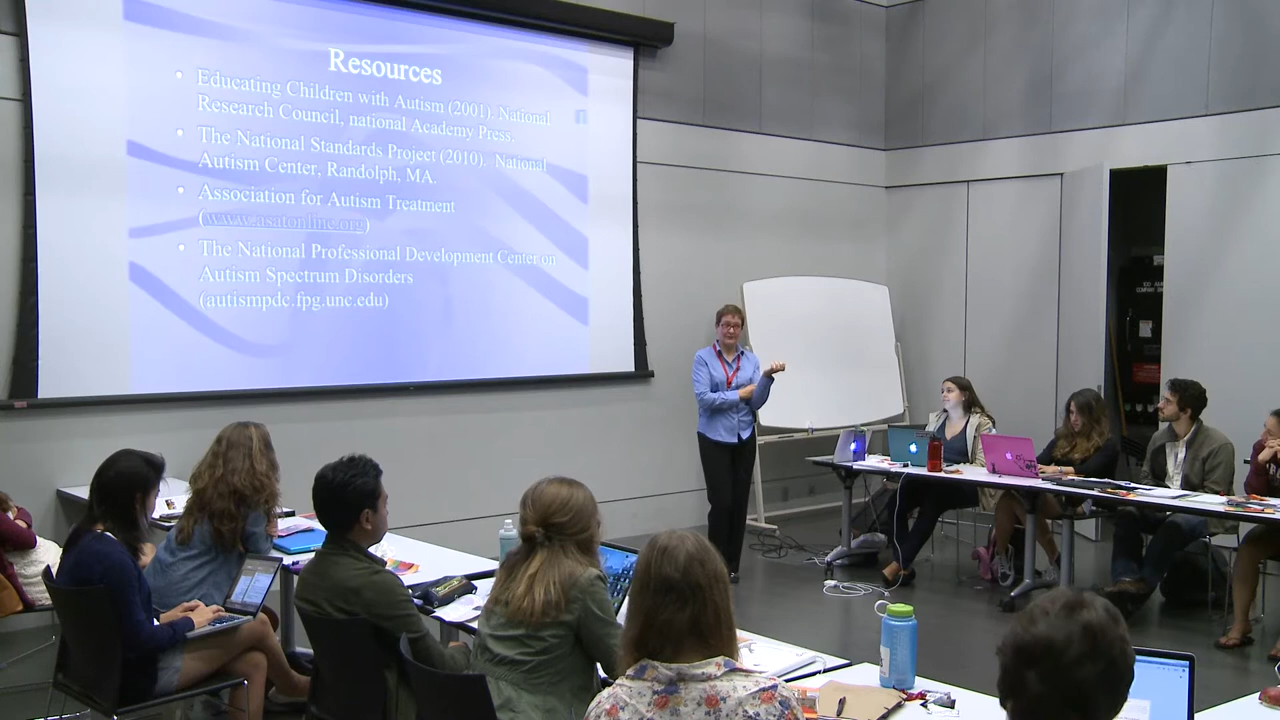 Resources
• Educating Children with Autism (2001). National
Research Council, national Academy Press.
• The National Standards Project (2010). National
Autism Center, Randolph, MA.
• Association for Autism Treatment
(www.asatonline.org)
• The National Professional Development Center on
Autism Spectrum Disorders
(autismpdc.fpg.unc.edu)